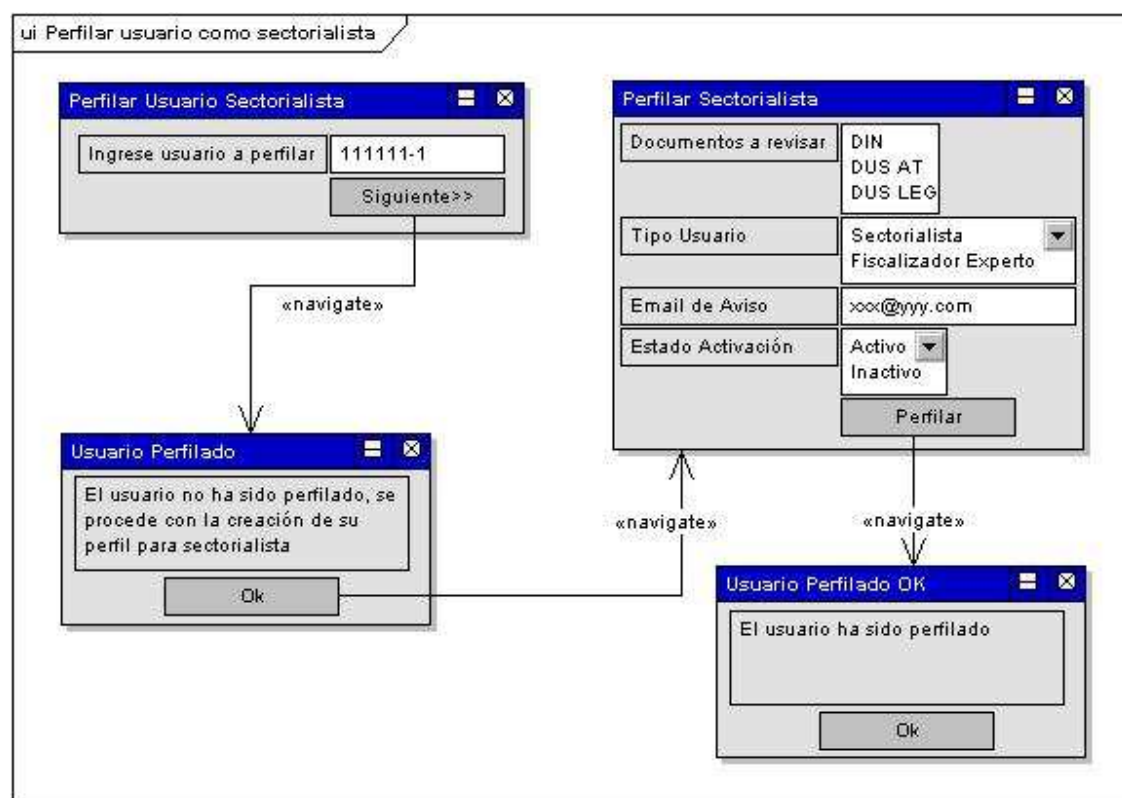 ui Perfilar usuario como sectorialista
Perfilar Usuario Sectorialista
Ingrese usuario a perfilar
111111-1
Siguiente>>
«navigate»
Usuario Perfilado
El usuario no ha sido perfilado, se
procede con la creación de su
perfil para sectorialista
Ok
«navigate»
Perfilar Sectorialista
Documentos a revisar
DIN
DUS AT
DUS LEG
Tipo Usuario
Sectorialista
Fiscalizador Experto
Email de Aviso
xxx@yyy.com
Estado Activación
Activo
Inactivo
Perfilar
«navigate»
Usuario Perfilado OK
El usuario ha sido perfilado
Ok